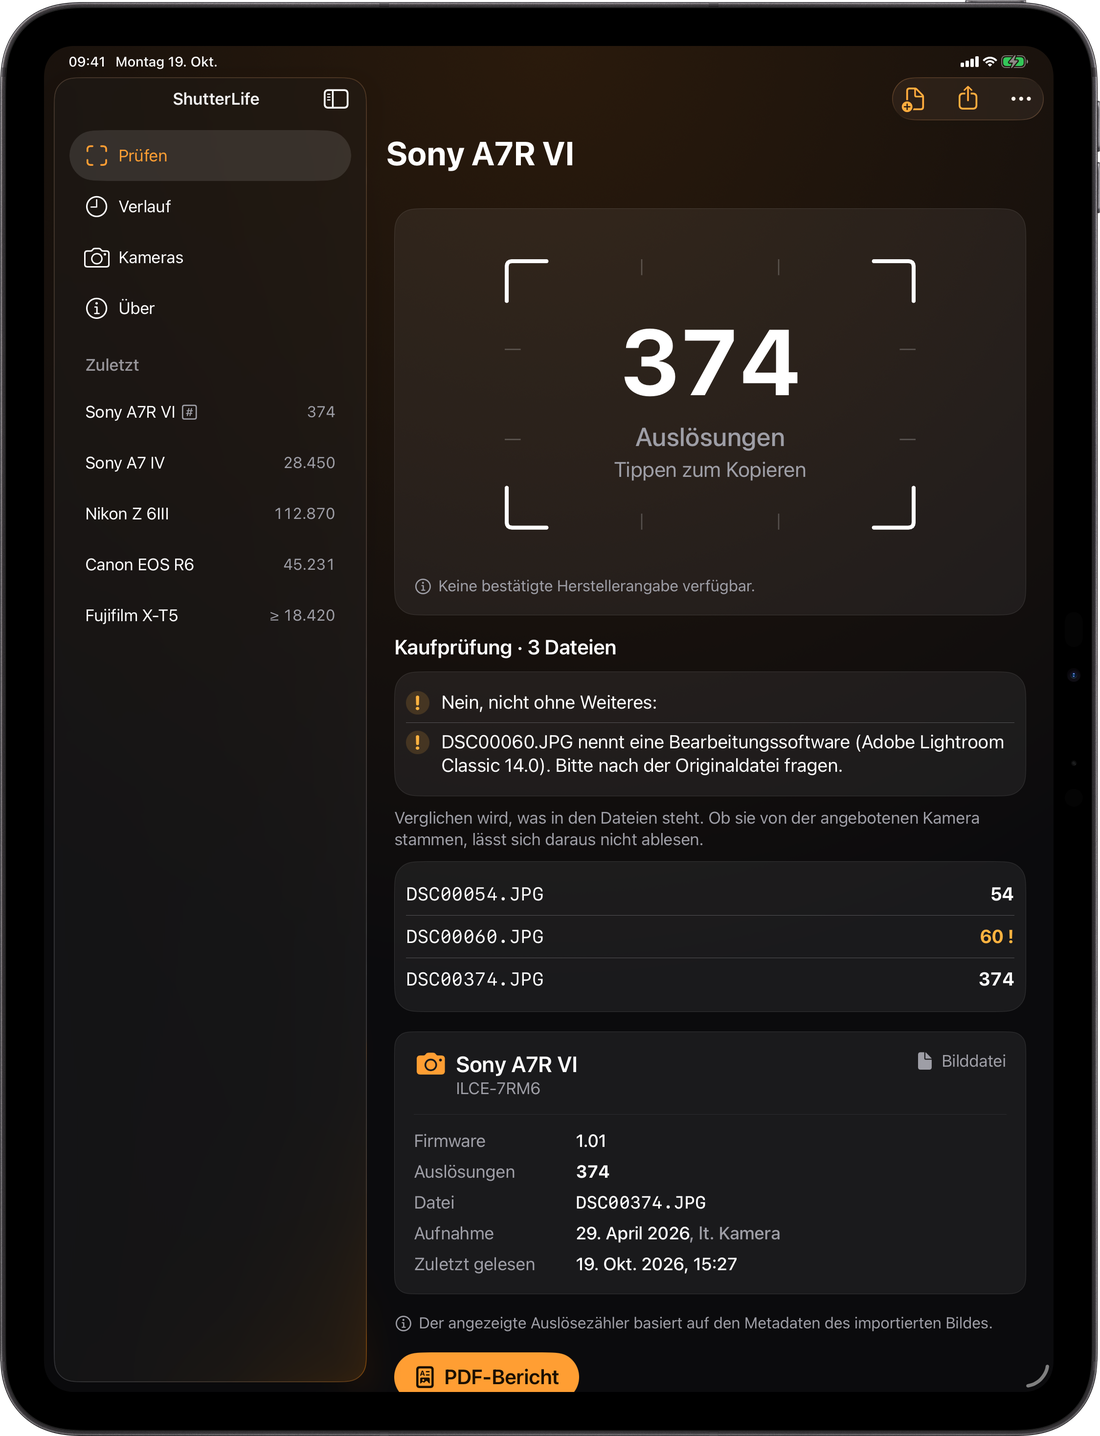 09:41 Montag 19. Okt.
ShutterLife
Prüfen
Verlauf
Kameras
Über
Zuletzt
Sony A7R VI # 374
Sony A7 IV 28.450
Nikon Z 6III 112.870
Canon EOS R6 45.231
Fujifilm X-T5 ≥ 18.420
Sony A7R VI
374
Auslösungen
Tippen zum Kopieren
Keine bestätigte Herstellerangabe verfügbar.
Kaufprüfung · 3 Dateien
Nein, nicht ohne Weiteres:
DSC00060.JPG nennt eine Bearbeitungssoftware (Adobe Lightroom
Classic 14.0). Bitte nach der Originaldatei fragen.
Verglichen wird, was in den Dateien steht. Ob sie von der angebotenen Kamera
stammen, lässt sich daraus nicht ablesen.
DSC00054.JPG 54
DSC00060.JPG 60 !
DSC00374.JPG 374
Sony A7R VI Bilddatei
ILCE-7RM6
Firmware 1.01
Auslösungen 374
Datei DSC00374.JPG
Aufnahme 29. April 2026, lt. Kamera
Zuletzt gelesen 19. Okt. 2026, 15:27
Der angezeigte Auslösezähler basiert auf den Metadaten des importierten Bildes.
PDF-Bericht